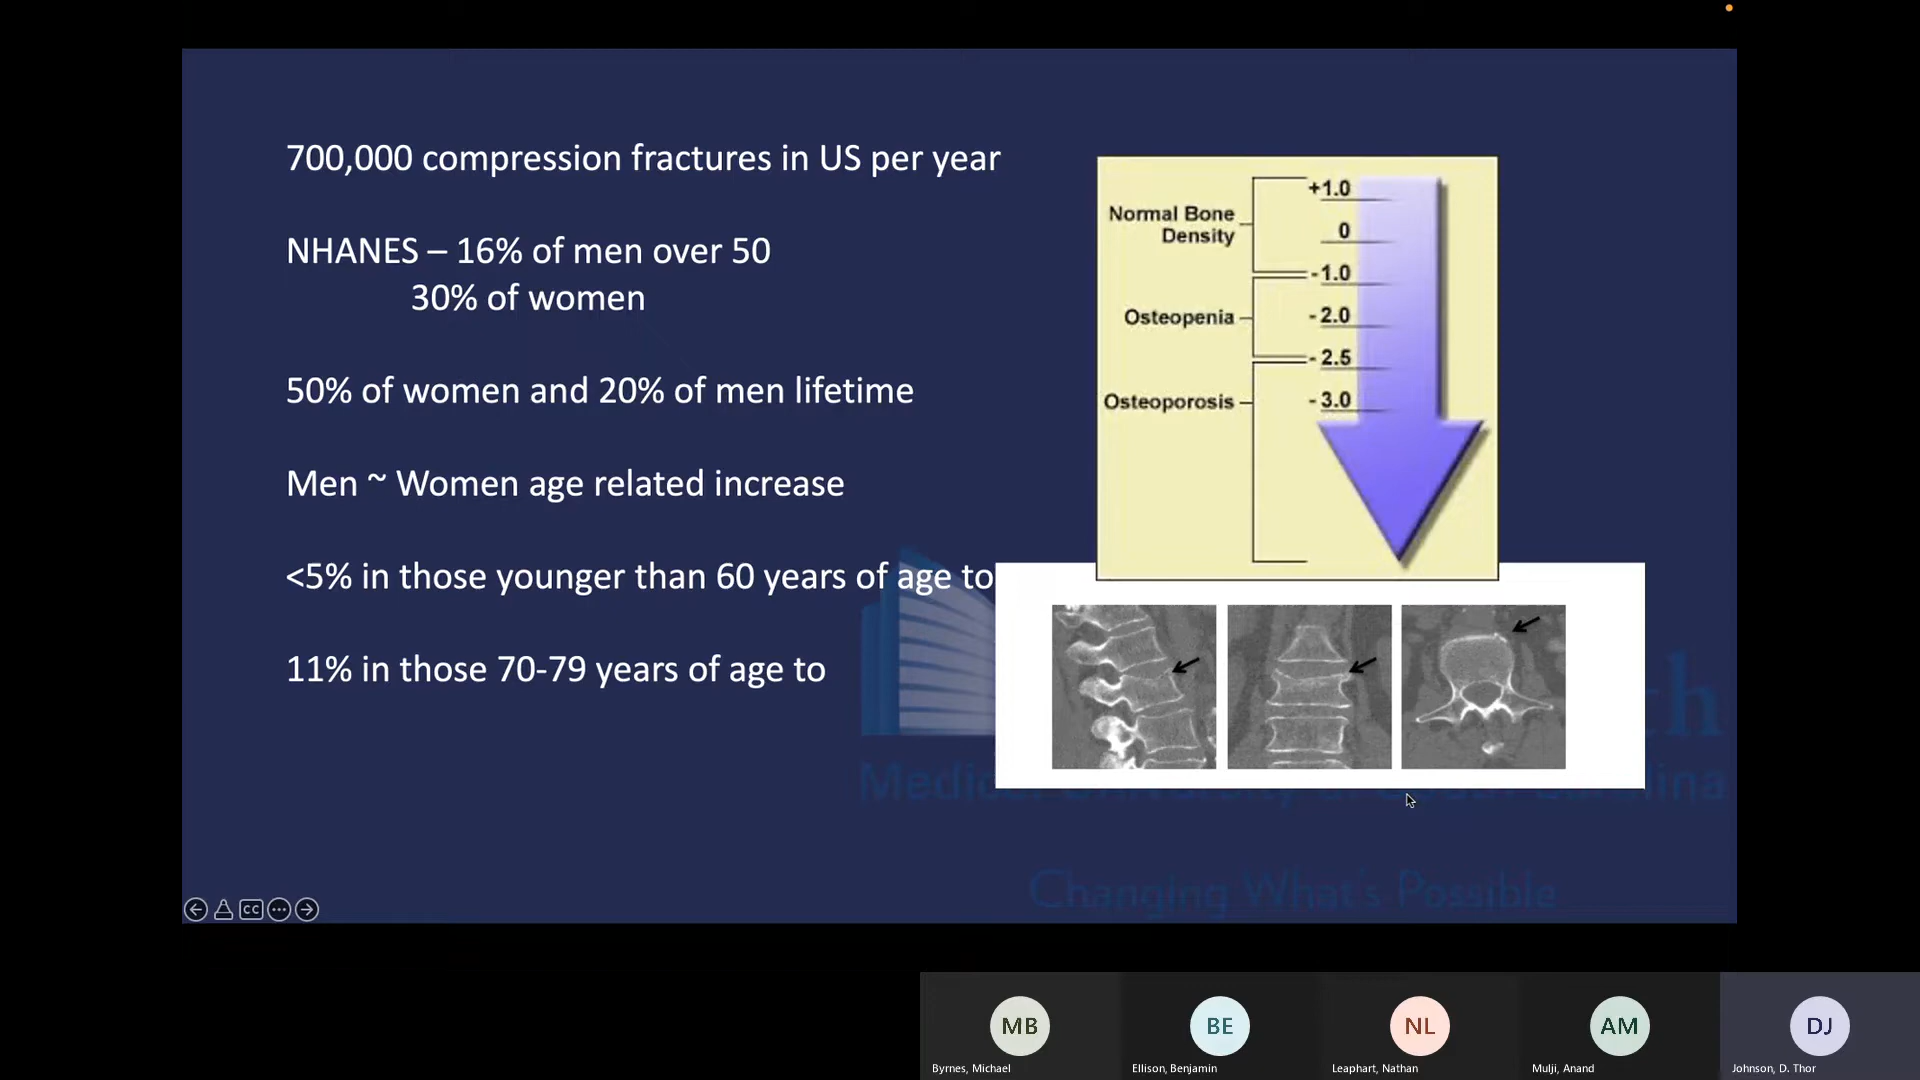 700,000 compression fractures in US per year
NHANES – 16% of men over 50
30% of women
50% of women and 20% of men lifetime
Men ~ Women age related increase
<5% in those younger than 60 years of age to
11% in those 70-79 years of age to
+1.0
Normal Bone
Density
0
-1.0
Osteopenia
-2.0
-2.5
Osteoporosis
-3.0
th
Medic
ina
Changing What's Possible
CC
MB
Byrnes, Michael
BE
Ellison, Benjamin
NL
Leaphart, Nathan
AM
Mulji, Anand
DJ
Johnson, D. Thor